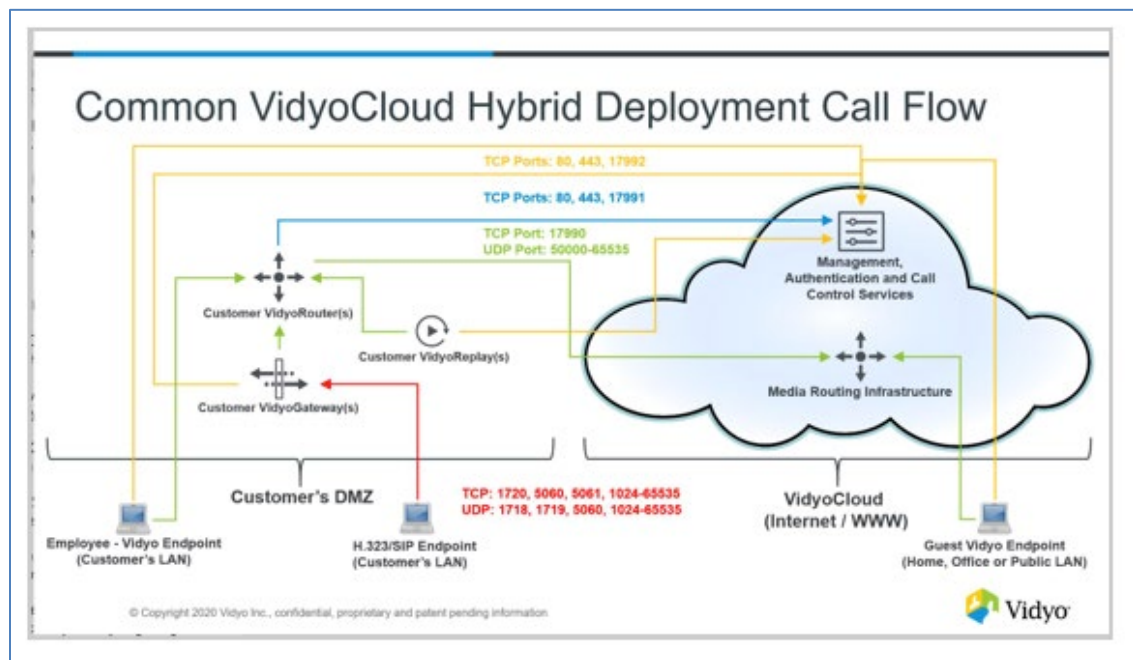 Common VidyoCloud Hybrid Deployment Call Flow
TCP Ports: 80, 443, 17992
TCP Ports: 80, 443, 17991
TCP Port: 17990
UDP Port: 50000-65535
Management,
Authentication and Call
Control Services
Customer VidyoRouter(s)
Customer VidyoReplay(s)
Media Routing Infrastructure
Customer VidyoGateway(s)
Customer's DMZ
TCP: 1720, 5060, 5061, 1024-65535
UDP: 1718, 1719, 5060, 1024-65535
VidyoCloud
(Internet / WWW)
Employee - Vidyo Endpoint
(Customer's LAN)
H.323/SIP Endpoint
(Customer's LAN)
Guest Vidyo Endpoint
(Home, Office or Public LAN)
© Copyright 2020 Vidyo Inc., confidential, proprietary and patent pending information
Vidyo